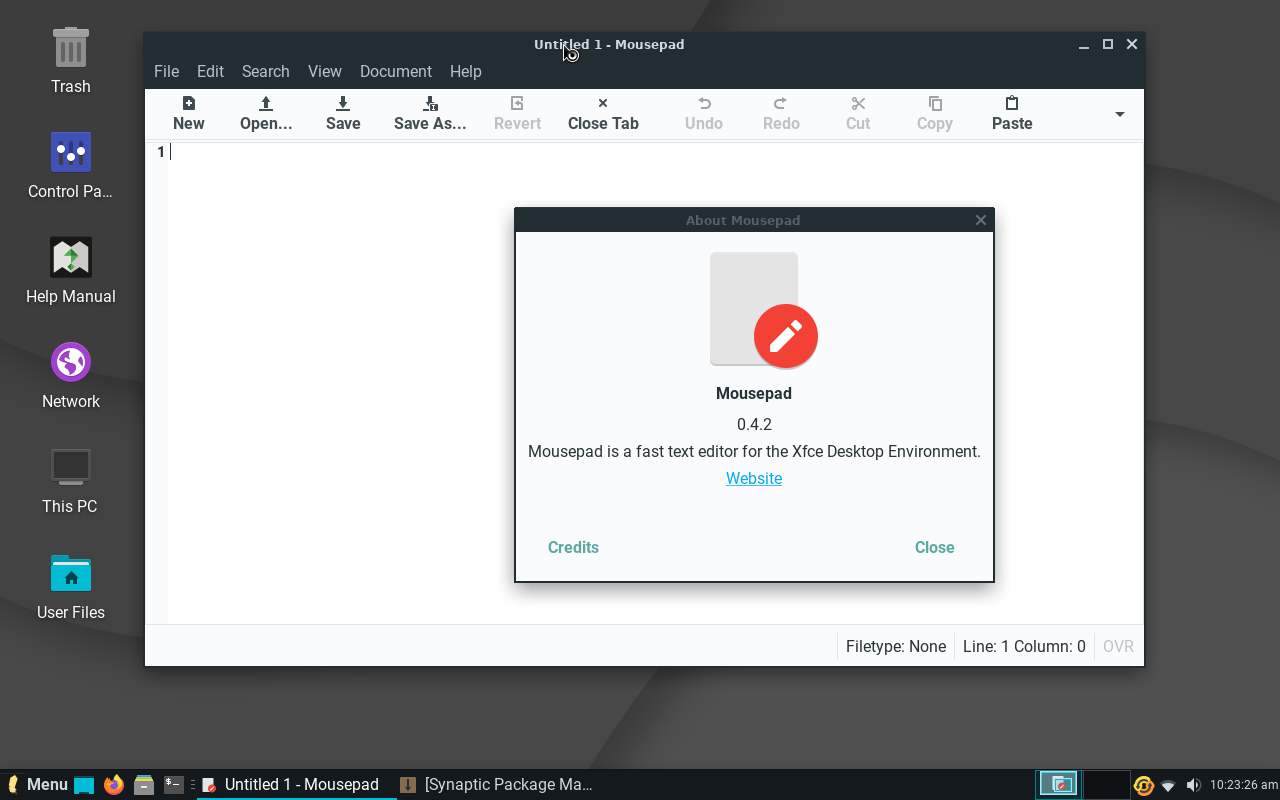 Trash
Control Pa...
Help Manual
Network
This PC
User Files
Untitled 1 - Mousepad
File Edit Search View Document Help
New Open... Save Save As... Revert Close Tab Undo Redo Cut Copy Paste
1
About Mousepad
Mousepad
0.4.2
Mousepad is a fast text editor for the Xfce Desktop Environment.
Website
Credits Close
Filetype: None Line: 1 Column: 0 OVR
Menu Untitled 1 - Mousepad [Synaptic Package Ma... 10:23:26 am